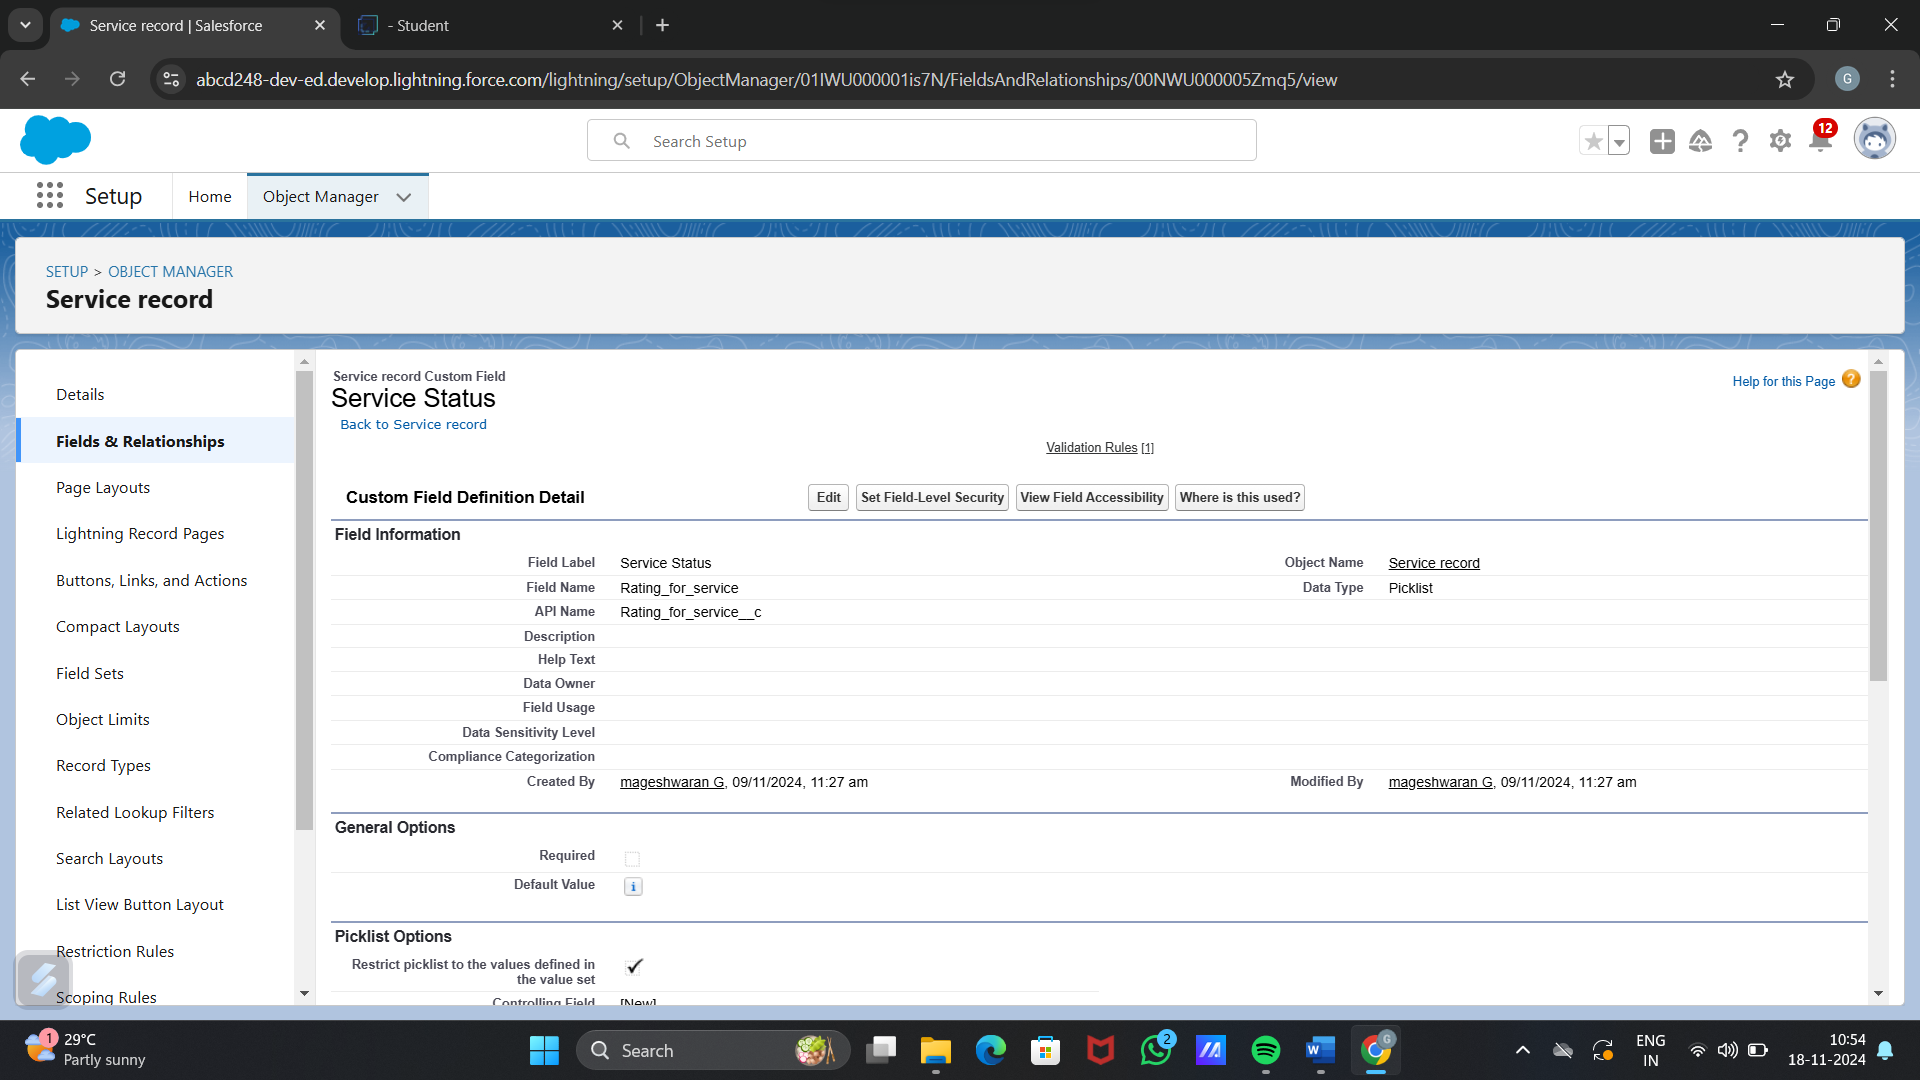 Service record | Salesforce
- Student
abcd248-dev-ed.develop.lightning.force.com/lightning/setup/ObjectManager/01IWU000001is7N/FieldsAndRelationships/00NWU000005Zmq5/view
G
Search Setup
12
Setup
Home
Object Manager
SETUP > OBJECT MANAGER
Service record
Details
Fields & Relationships
Page Layouts
Lightning Record Pages
Buttons, Links, and Actions
Compact Layouts
Field Sets
Object Limits
Record Types
Related Lookup Filters
Search Layouts
List View Button Layout
Restriction Rules
Scoping Rules
Service record Custom Field
Service Status
Back to Service record
Help for this Page
Validation Rules [1]
Custom Field Definition Detail
Edit
Set Field-Level Security
View Field Accessibility
Where is this used?
Field Information
Field Label Service Status Object Name Service record
Field Name Rating_for_service Data Type Picklist
API Name Rating_for_service__c
Description
Help Text
Data Owner
Field Usage
Data Sensitivity Level
Compliance Categorization
Created By mageshwaran G, 09/11/2024, 11:27 am Modified By mageshwaran G, 09/11/2024, 11:27 am
General Options
Required
Default Value
Picklist Options
Restrict picklist to the values defined in
the value set
Controlling Field [New]
1
29°C
Partly sunny
Search
2
G
ENG
IN
10:54
18-11-2024